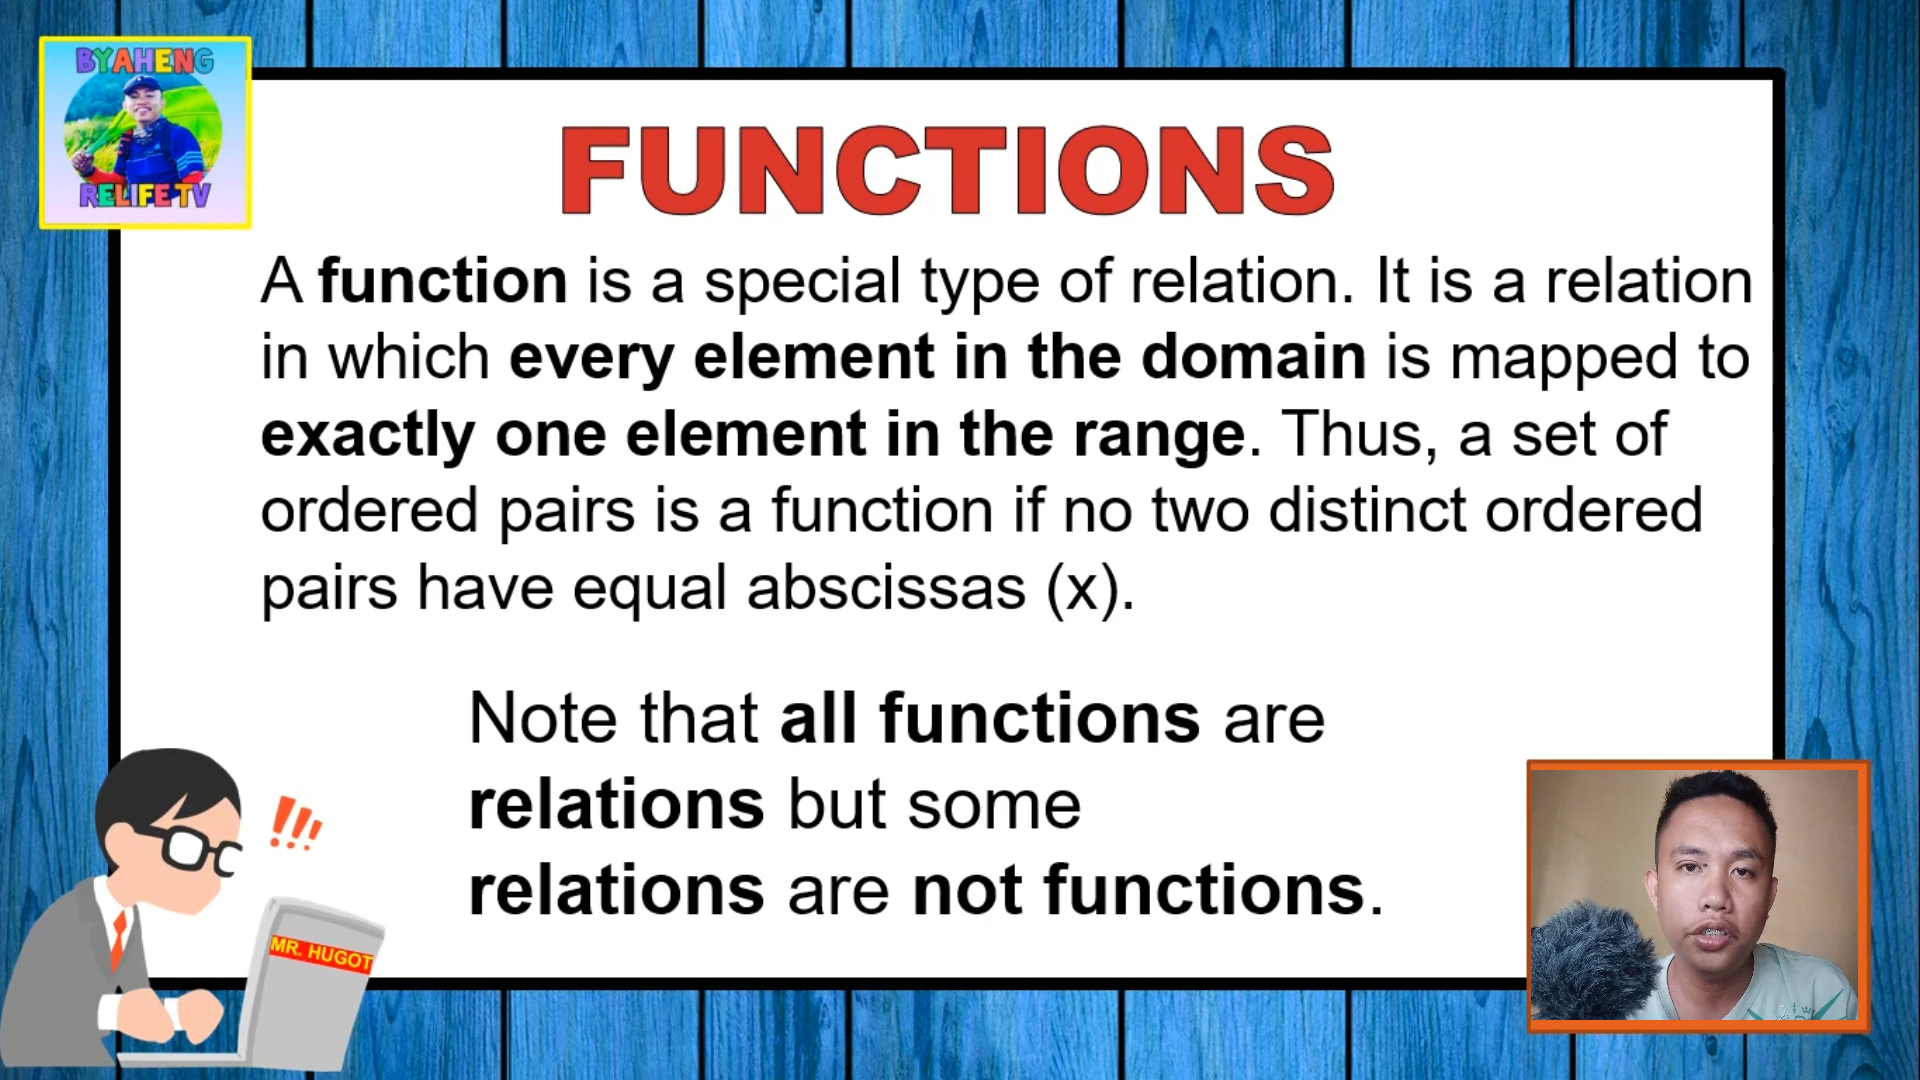 BYAHENG
RELIFE TV
FUNCTIONS
A function is a special type of relation. It is a relation
in which every element in the domain is mapped to
exactly one element in the range. Thus, a set of
ordered pairs is a function if no two distinct ordered
pairs have equal abscissas (x).
Note that all functions are
relations but some
relations are not functions.
!!!
MR. HUGOT